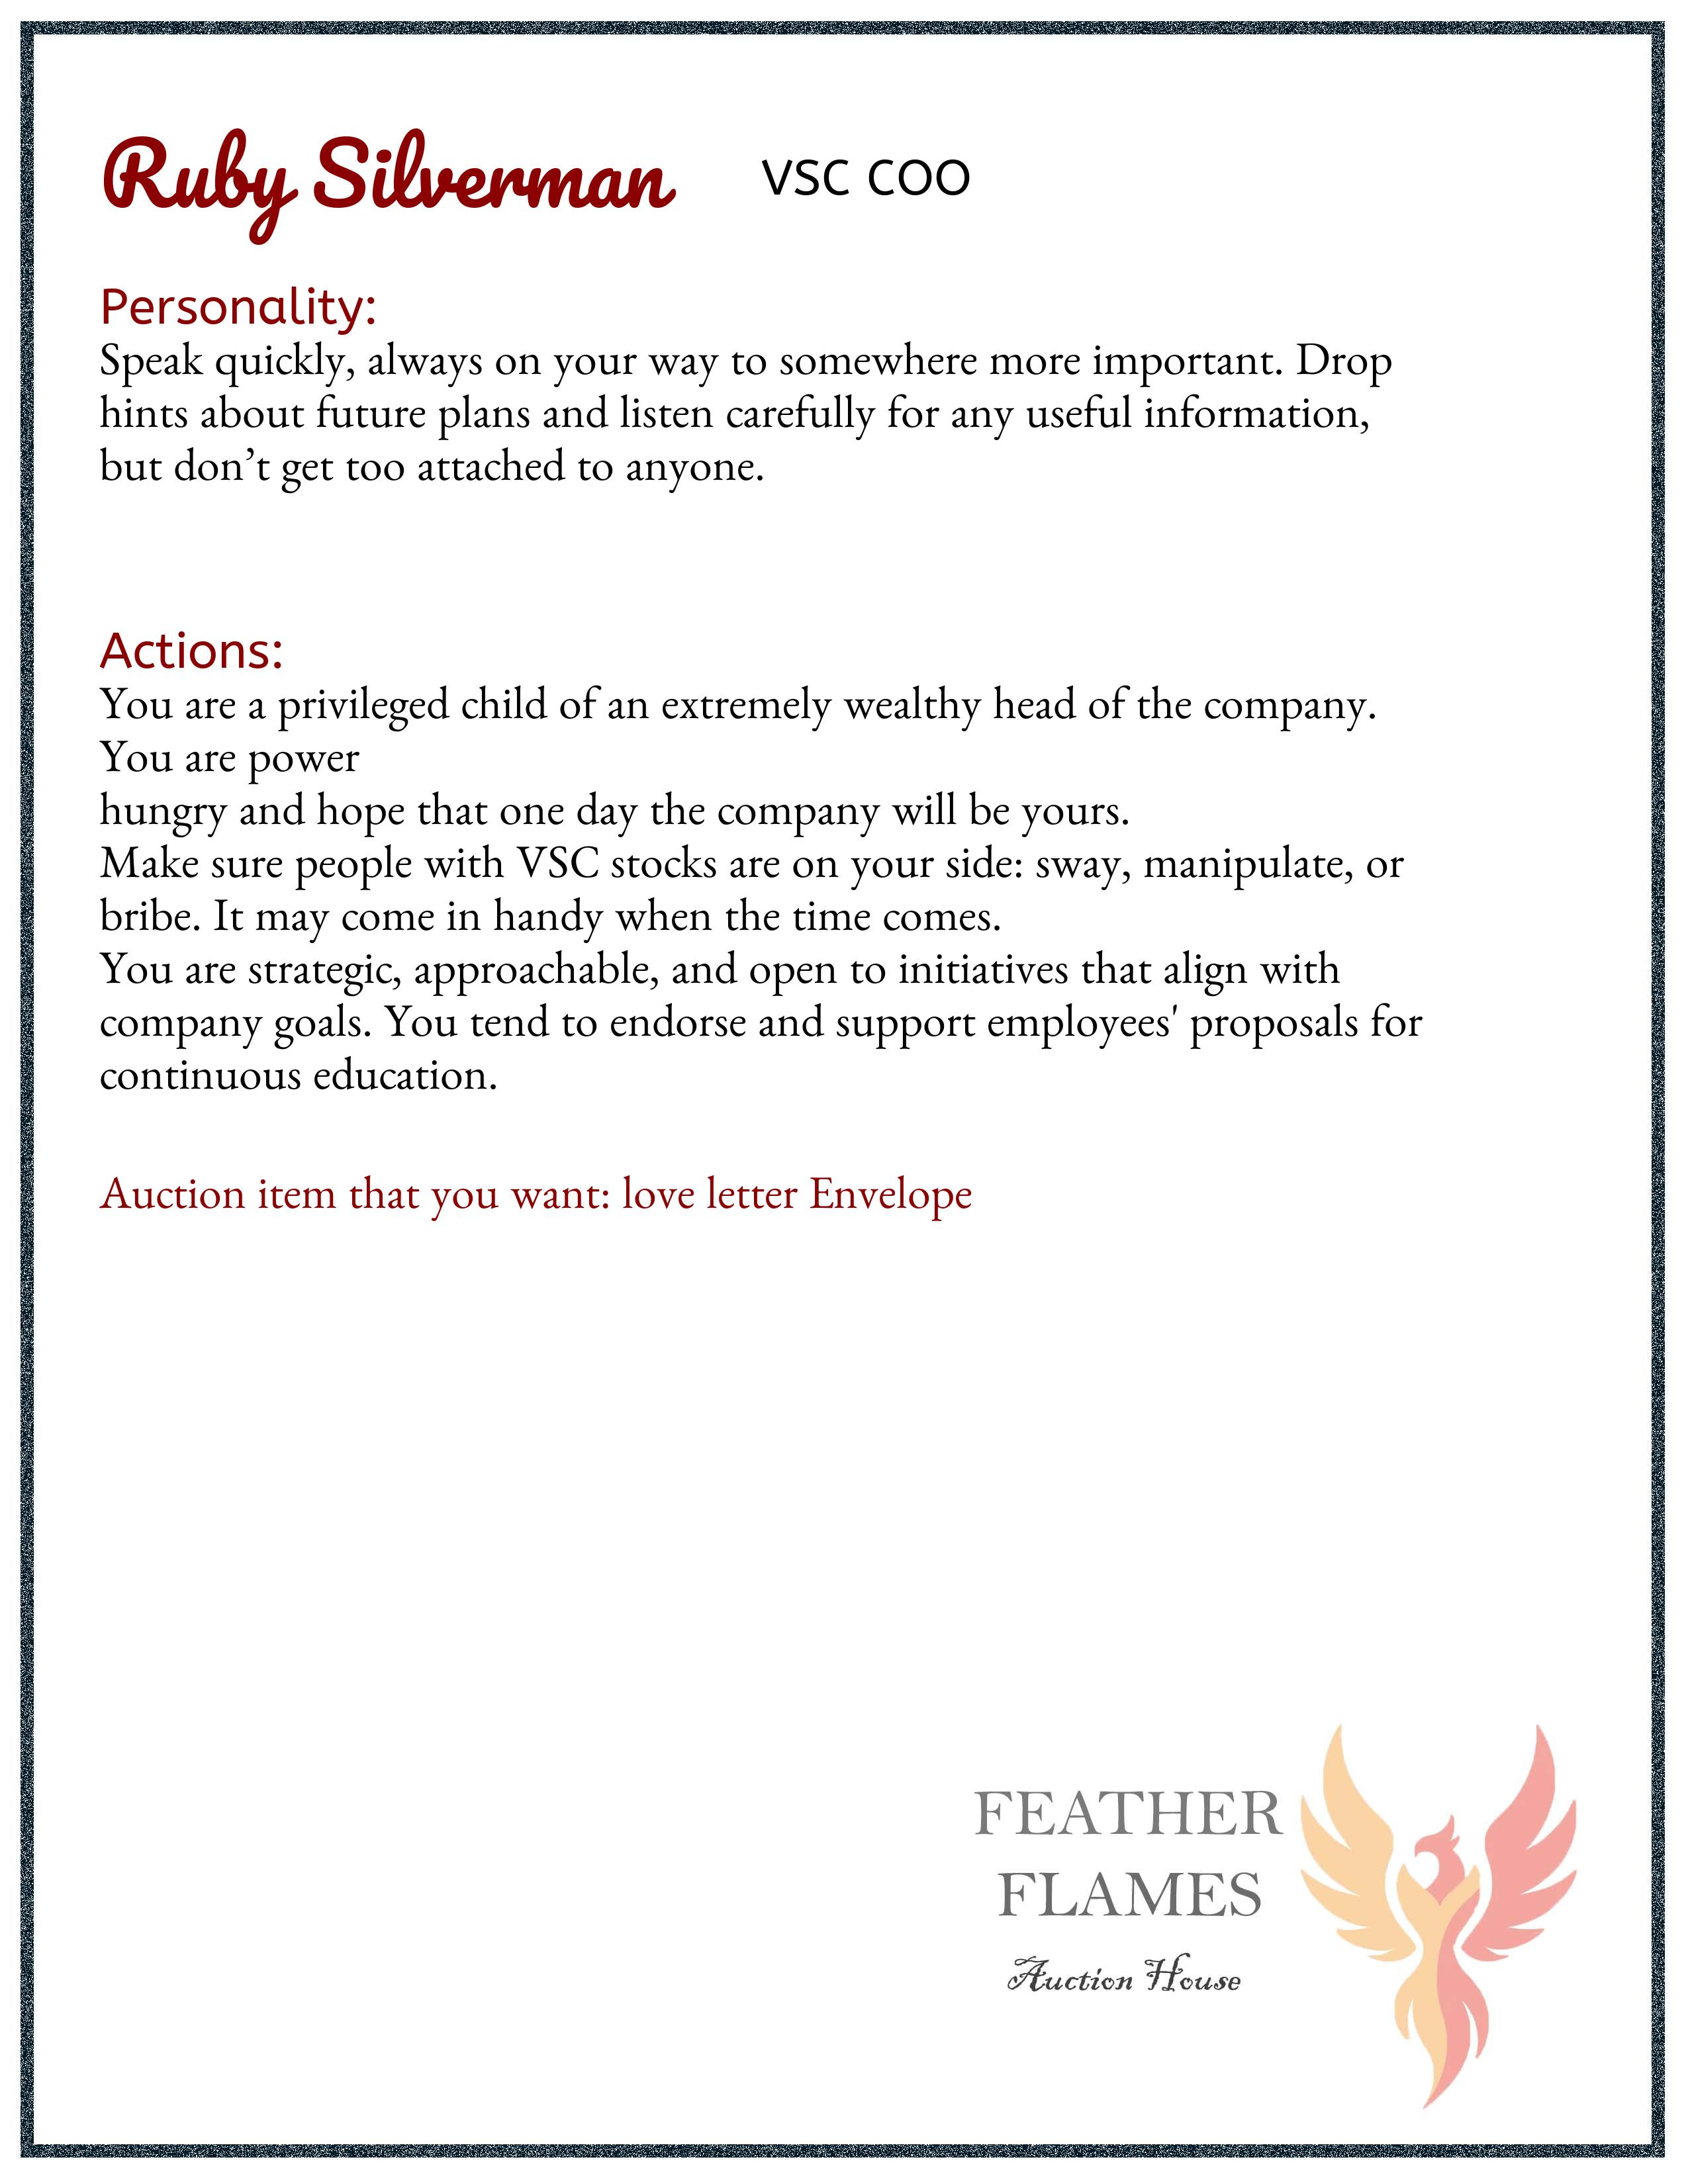 Ruby Silverman VSC COO
Personality:
Speak quickly, always on your way to somewhere more important. Drop
hints about future plans and listen carefully for any useful information,
but don’t get too attached to anyone.
Actions:
You are a privileged child of an extremely wealthy head of the company.
You are power
hungry and hope that one day the company will be yours.
Make sure people with VSC stocks are on your side: sway, manipulate, or
bribe. It may come in handy when the time comes.
You are strategic, approachable, and open to initiatives that align with
company goals. You tend to endorse and support employees' proposals for
continuous education.
Auction item that you want: love letter Envelope
FEATHER
FLAMES
Auction House